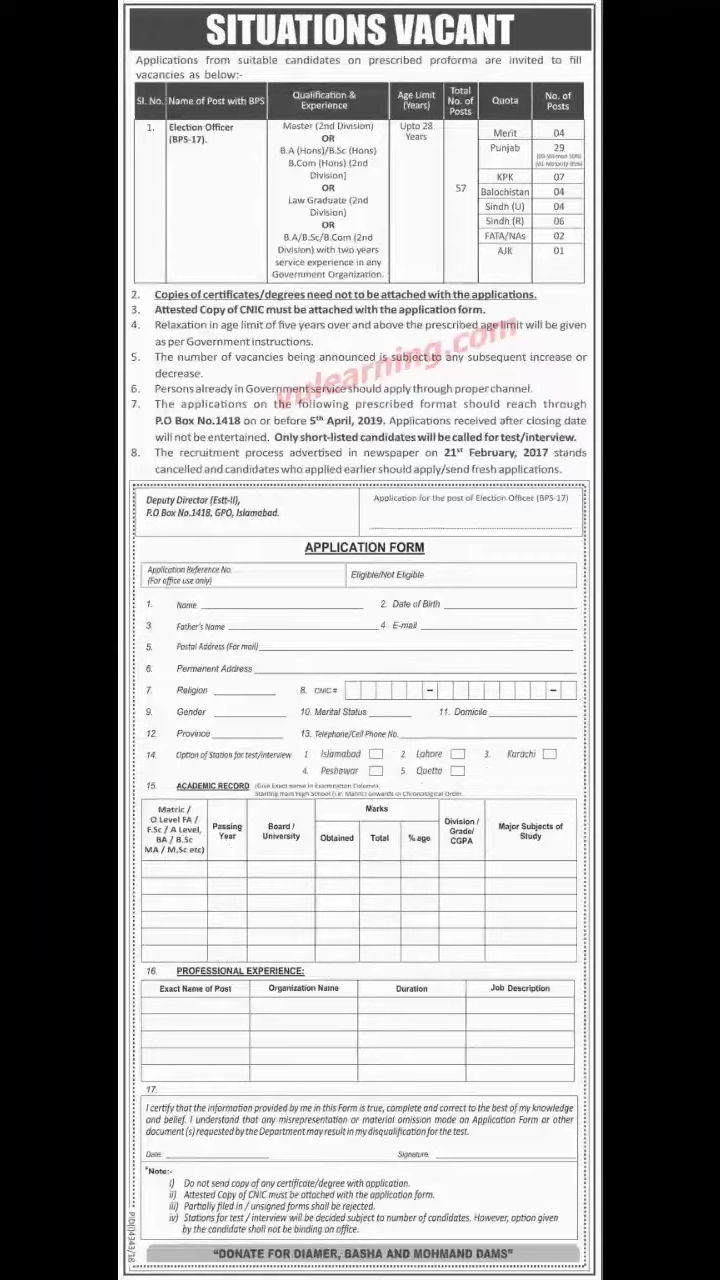 SITUATIONS VACANT
Applications from suitable candidates on prescribed proforma are invited to fill
vacancies as below:-
Sl. No. Name of Post with BPS Qualification & Experience Age Limit (Years) Total No. of Posts Quota No. of Posts
1. Election Officer (BPS-17). Master (2nd Division) Upto 28 Years
OR
B.A (Hons)/B.Sc (Hons)
B.Com (Hons) (2nd
Division)
OR
Law Graduate (2nd
Division)
OR
B.A/B.Sc/B.Com (2nd
Division) with two years
service experience in any
Government Organization.
57
Merit 04
Punjab 29
KPK 07
Balochistan 04
Sindh (U) 04
Sindh (R) 06
FATA/NAs 02
AJK 01
2. Copies of certificates/degrees need not to be attached with the applications.
3. Attested Copy of CNIC must be attached with the application form.
4. Relaxation in age limit of five years over and above the prescribed age limit will be given
as per Government instructions.
5. The number of vacancies being announced is subject to any subsequent increase or
decrease.
6. Persons already in Government service should apply through proper channel.
7. The applications on the following prescribed format should reach through
P.O Box No.1418 on or before 5th April, 2019. Applications received after closing date
will not be entertained. Only short-listed candidates will be called for test/interview.
8. The recruitment process advertised in newspaper on 21st February, 2017 stands
cancelled and candidates who applied earlier should apply/send fresh applications.
vulearning.com
Deputy Director (Estt-II),
P.O Box No.1418, GPO, Islamabad.
Application for the post of Election Officer (BPS-17)
APPLICATION FORM
Application Reference No.
(For office use only)
Eligible/Not Eligible
1. Name 2. Date of Birth
3. Father's Name 4. E-mail
5. Postal Address (For mail)
6. Permanent Address
7. Religion 8. CNIC #
9. Gender 10. Marital Status 11. Domicile
12. Province 13. Telephone/Cell Phone No.
14. Option of Station for test/interview 1. Islamabad 2. Lahore 3. Karachi
4. Peshawar 5. Quetta
15. ACADEMIC RECORD (Give Exact name in Examination Column).
Starting from High School (i.e. Matric) onwards in Chronological Order.
Matric /
O Level FA /
F.Sc / A Level,
BA / B.Sc
MA / M.Sc etc)
Passing Year
Board / University
Marks
Obtained Total % age
Division / Grade/ CGPA
Major Subjects of Study
16. PROFESSIONAL EXPERIENCE:
Exact Name of Post Organization Name Duration Job Description
17.
I certify that the information provided by me in this Form is true, complete and correct to the best of my knowledge
and belief. I understand that any misrepresentation or material omission made on Application Form or other
document (s) requested by the Department may result in my disqualification for the test.
Date: Signature:
*Note:-
i) Do not send copy of any certificate/degree with application.
ii) Attested Copy of CNIC must be attached with the application form.
iii) Partially filed in / unsigned forms shall be rejected.
iv) Stations for test / interview will be decided subject to number of candidates. However, option given
by the candidate shall not be binding on office.
PID(I)4343/18
"DONATE FOR DIAMER, BASHA AND MOHMAND DAMS"